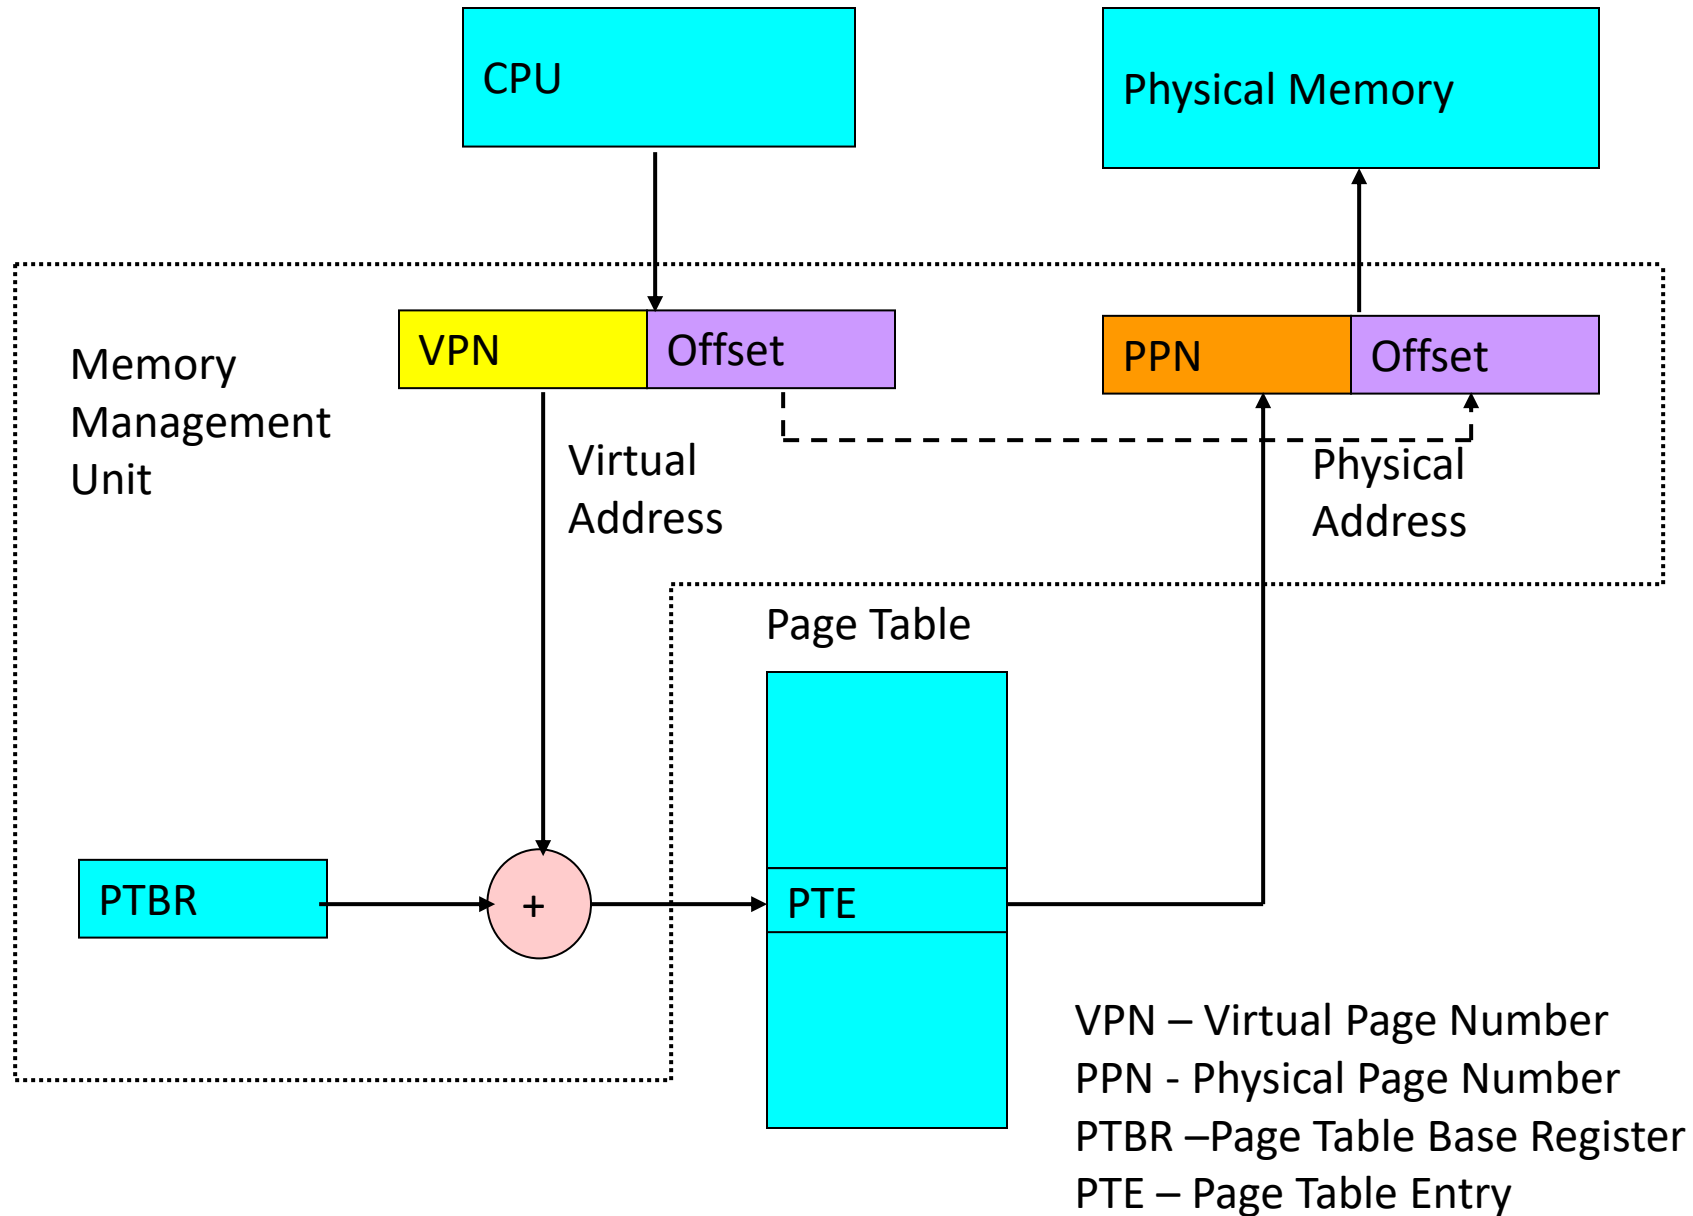 CPU
Physical Memory
Memory
Management
Unit
VPN
Offset
PPN
Offset
Virtual
Address
Physical
Address
Page Table
PTBR
+
PTE
VPN – Virtual Page Number
PPN - Physical Page Number
PTBR –Page Table Base Register
PTE – Page Table Entry